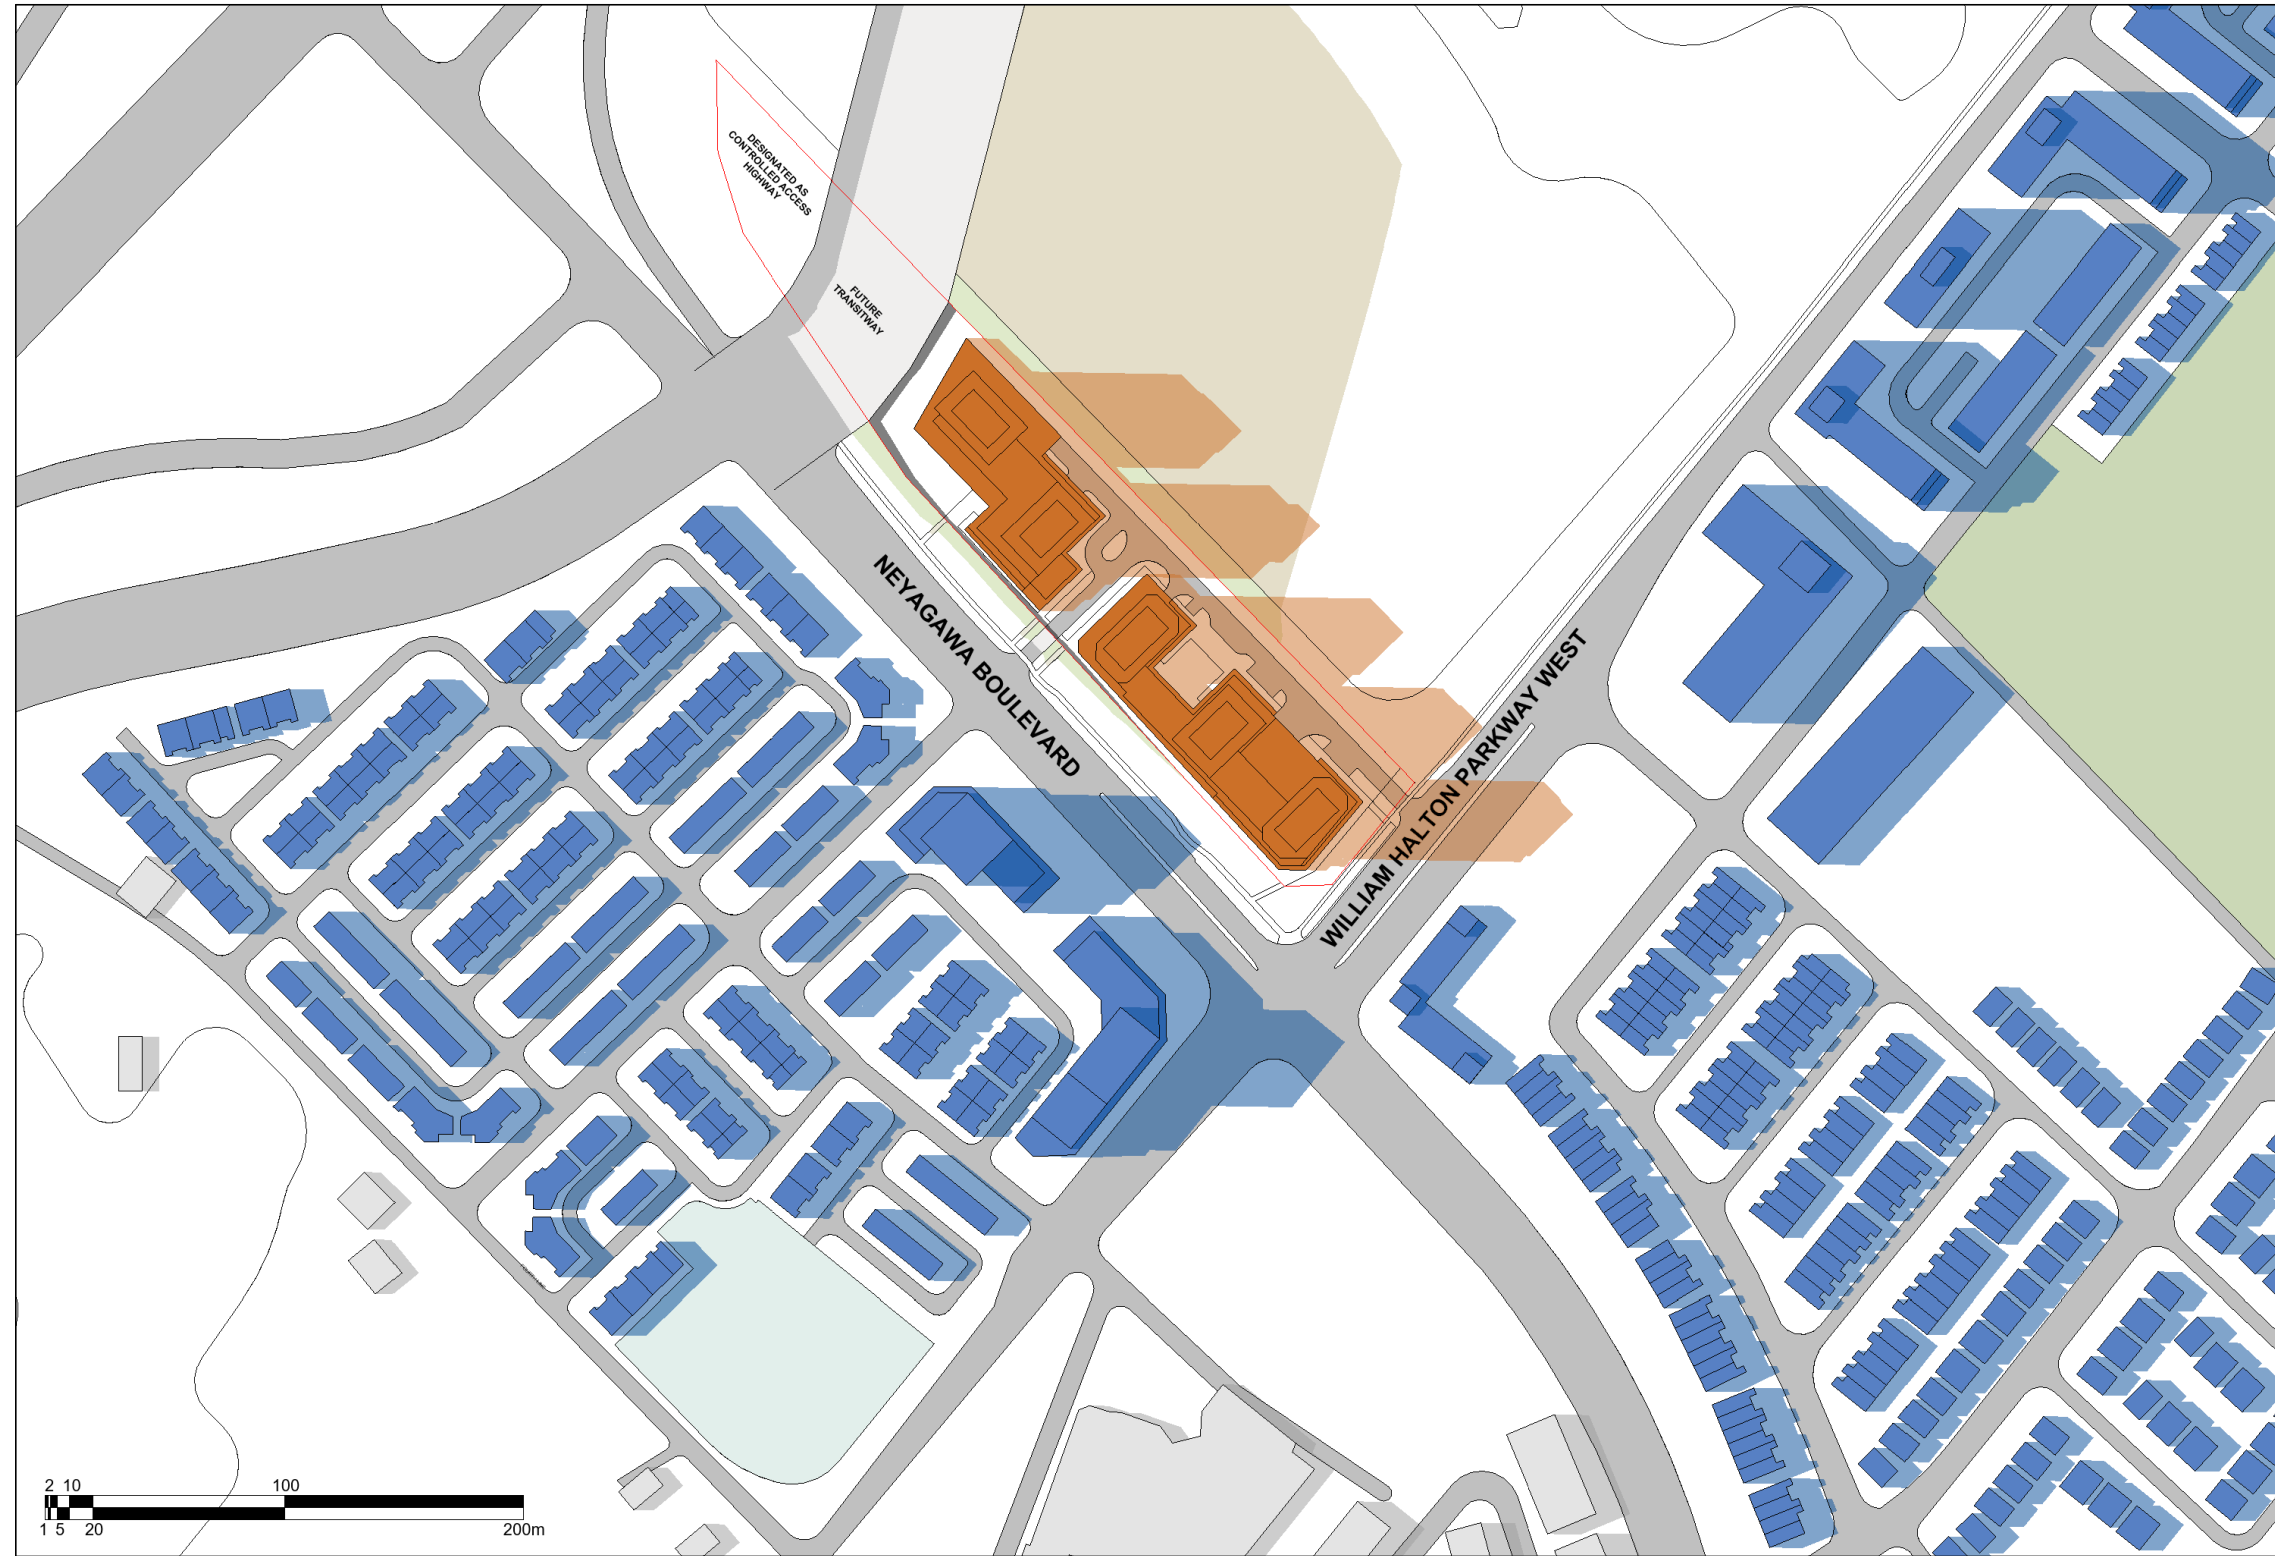 DESIGNATED AS
CONTROLLED ACCESS
HIGHWAY
FUTURE
TRANSITWAY
NEYAGAWA BOULEVARD
WILLIAM HALTON PARKWAY WEST
2 10 100
1 5 20 200m